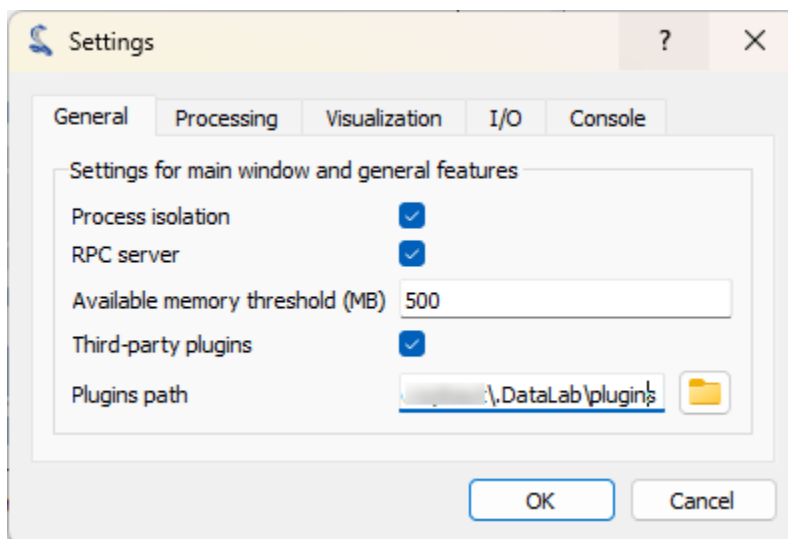 Settings
General Processing Visualization I/O Console
Settings for main window and general features
Process isolation
RPC server
Available memory threshold (MB) 500
Third-party plugins
Plugins path \.DataLab\plugins
OK Cancel